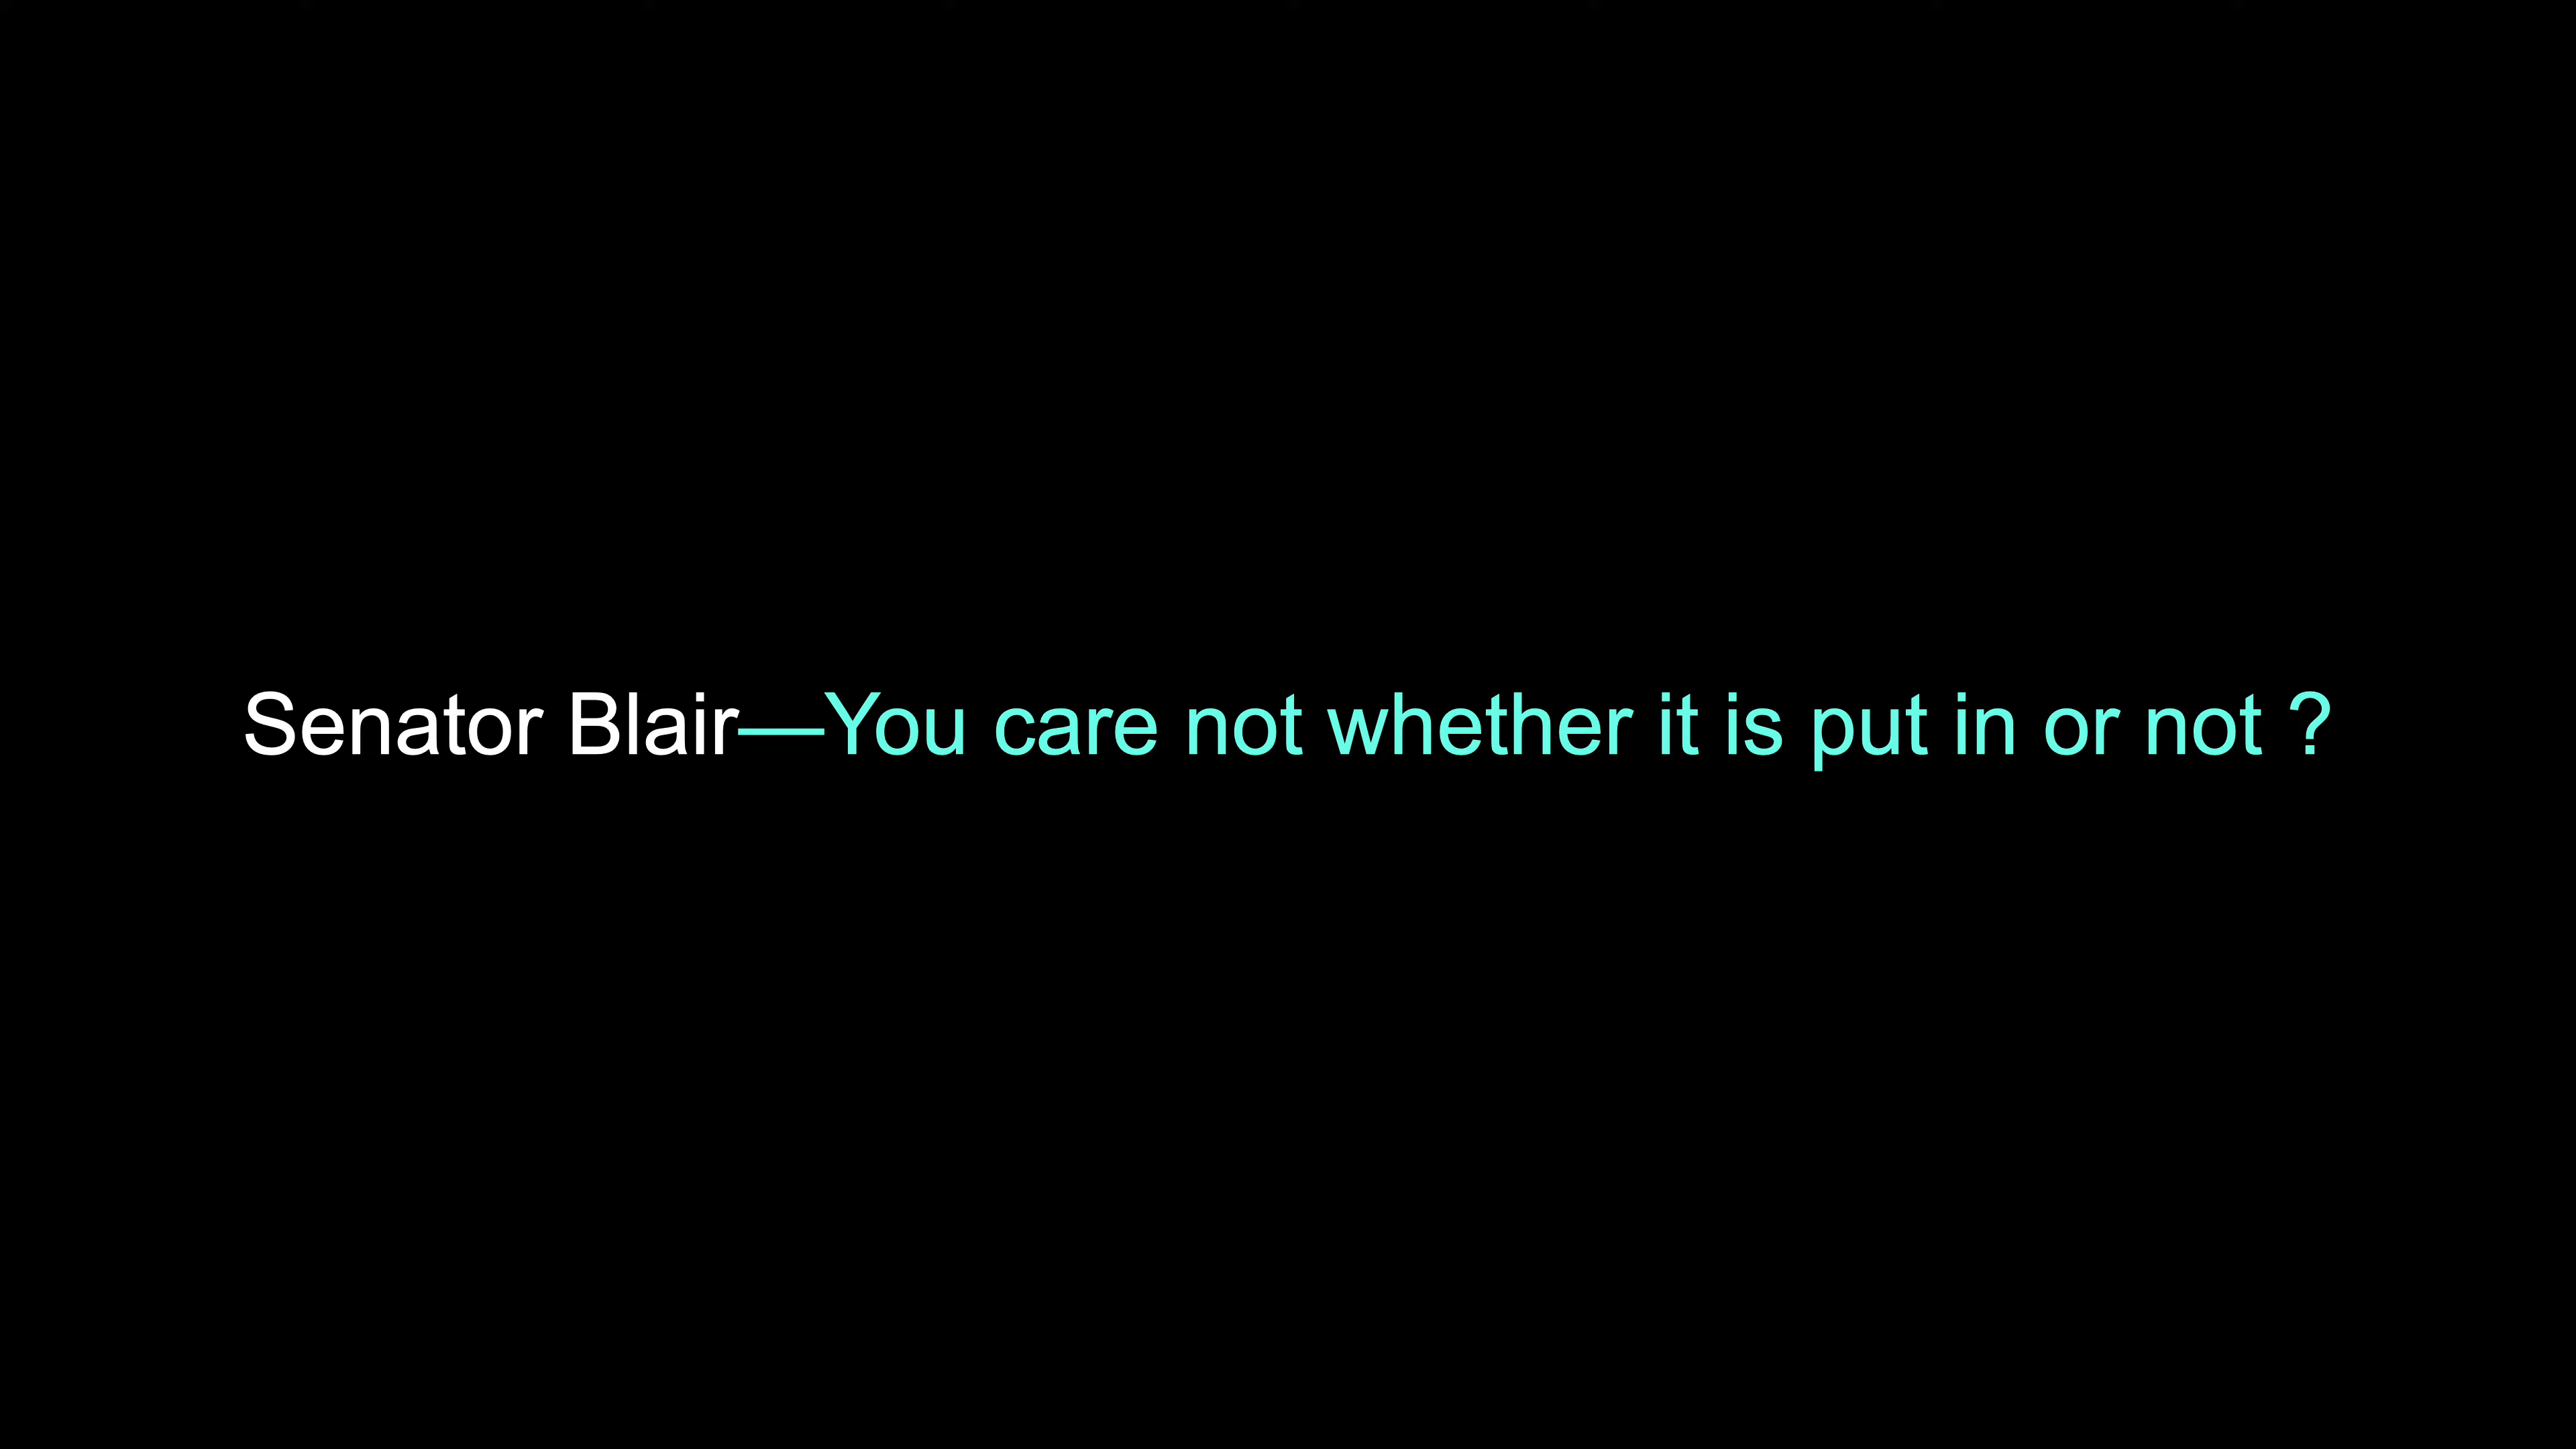 Senator Blair—You care not whether it is put in or not ?